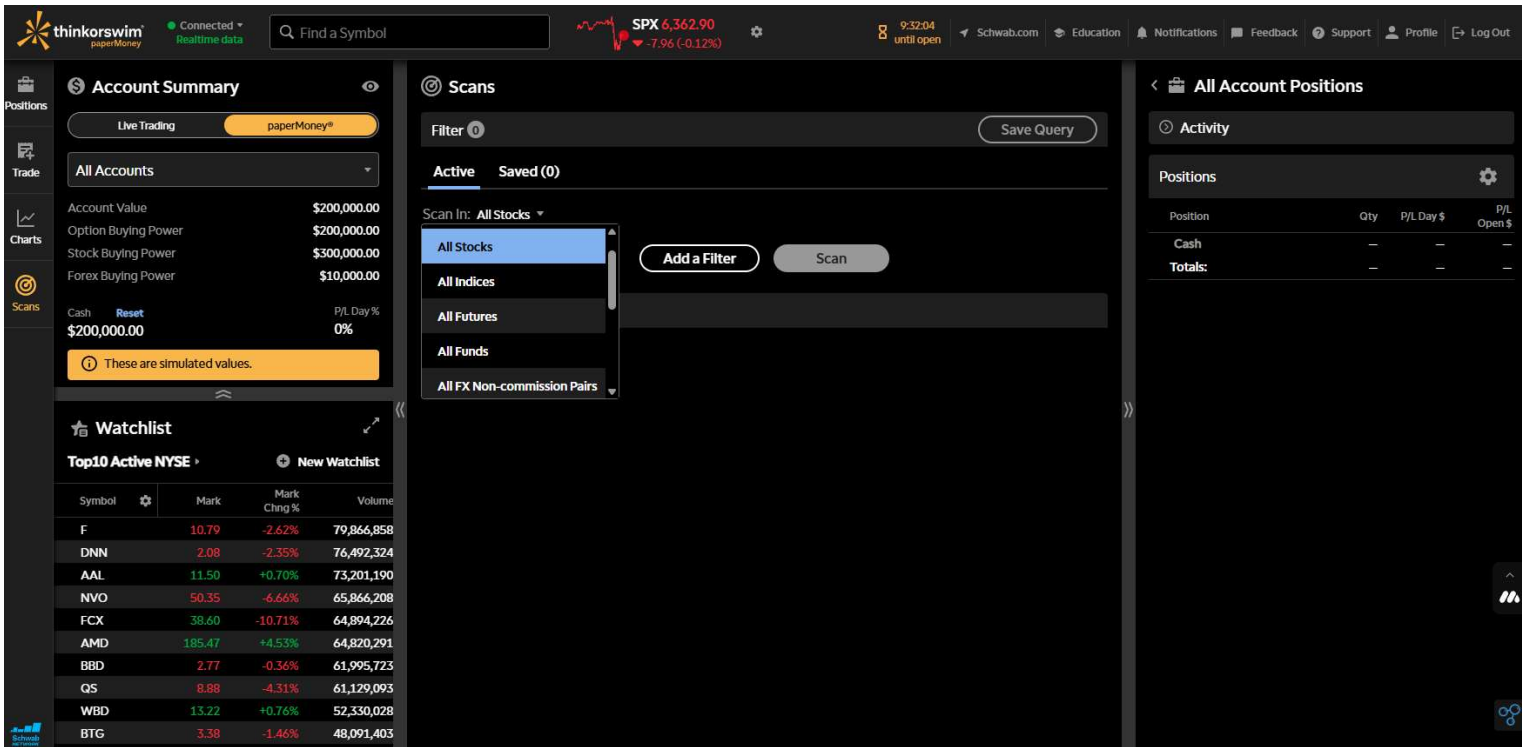 thinkorswim®
paperMoney
Connected
Realtime data
Find a Symbol
SPX 6,362.90
-7.96 (-0.12%)
9:32:04
until open
Schwab.com
Education
Notifications
Feedback
Support
Profile
Log Out
Positions
Trade
Charts
Scans
Schwab
NETWORK
Account Summary
Live Trading
paperMoney®
All Accounts
Account Value $200,000.00
Option Buying Power $200,000.00
Stock Buying Power $300,000.00
Forex Buying Power $10,000.00
Cash Reset P/L Day %
$200,000.00 0%
These are simulated values.
Watchlist
Top10 Active NYSE New Watchlist
Symbol Mark Mark Chng % Volume
F 10.79 -2.62% 79,866,858
DNN 2.08 -2.35% 76,492,324
AAL 11.50 +0.70% 73,201,190
NVO 50.35 -6.66% 65,866,208
FCX 38.60 -10.71% 64,894,226
AMD 185.47 +4.53% 64,820,291
BBD 2.77 -0.36% 61,995,723
QS 8.88 -4.31% 61,129,093
WBD 13.22 +0.76% 52,330,028
BTG 3.38 -1.46% 48,091,403
Scans
Filter 0 Save Query
Active Saved (0)
Scan In: All Stocks
All Stocks
All Indices
All Futures
All Funds
All FX Non-commission Pairs
Add a Filter Scan
All Account Positions
Activity
Positions
Position Qty P/L Day $ P/L Open $
Cash – – –
Totals: – – –